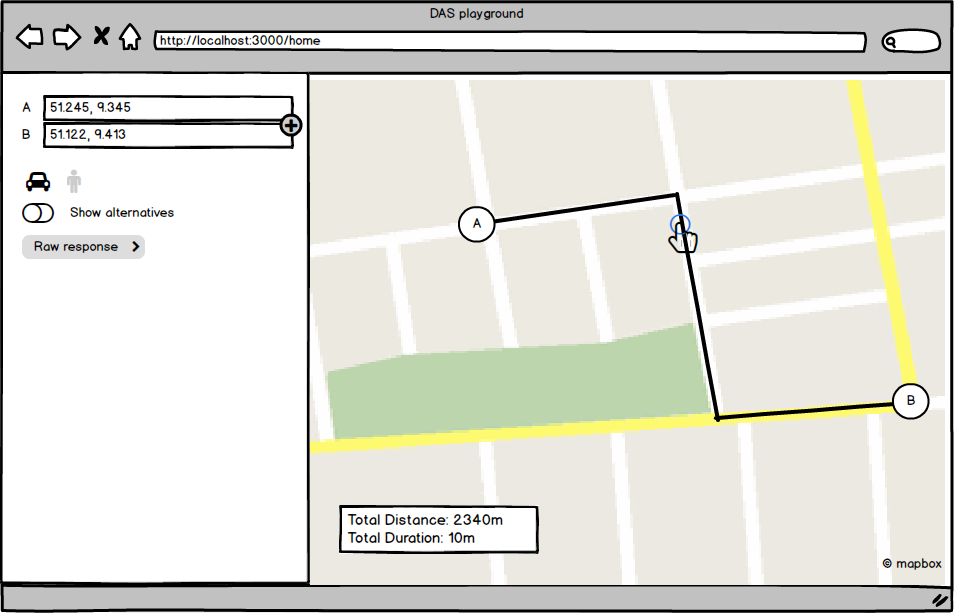 DAS playground
http://localhost:3000/home
A 51.245, 9.345
B 51.122, 9.413
Show alternatives
Raw response
A
B
Total Distance: 2340m
Total Duration: 10m
© mapbox